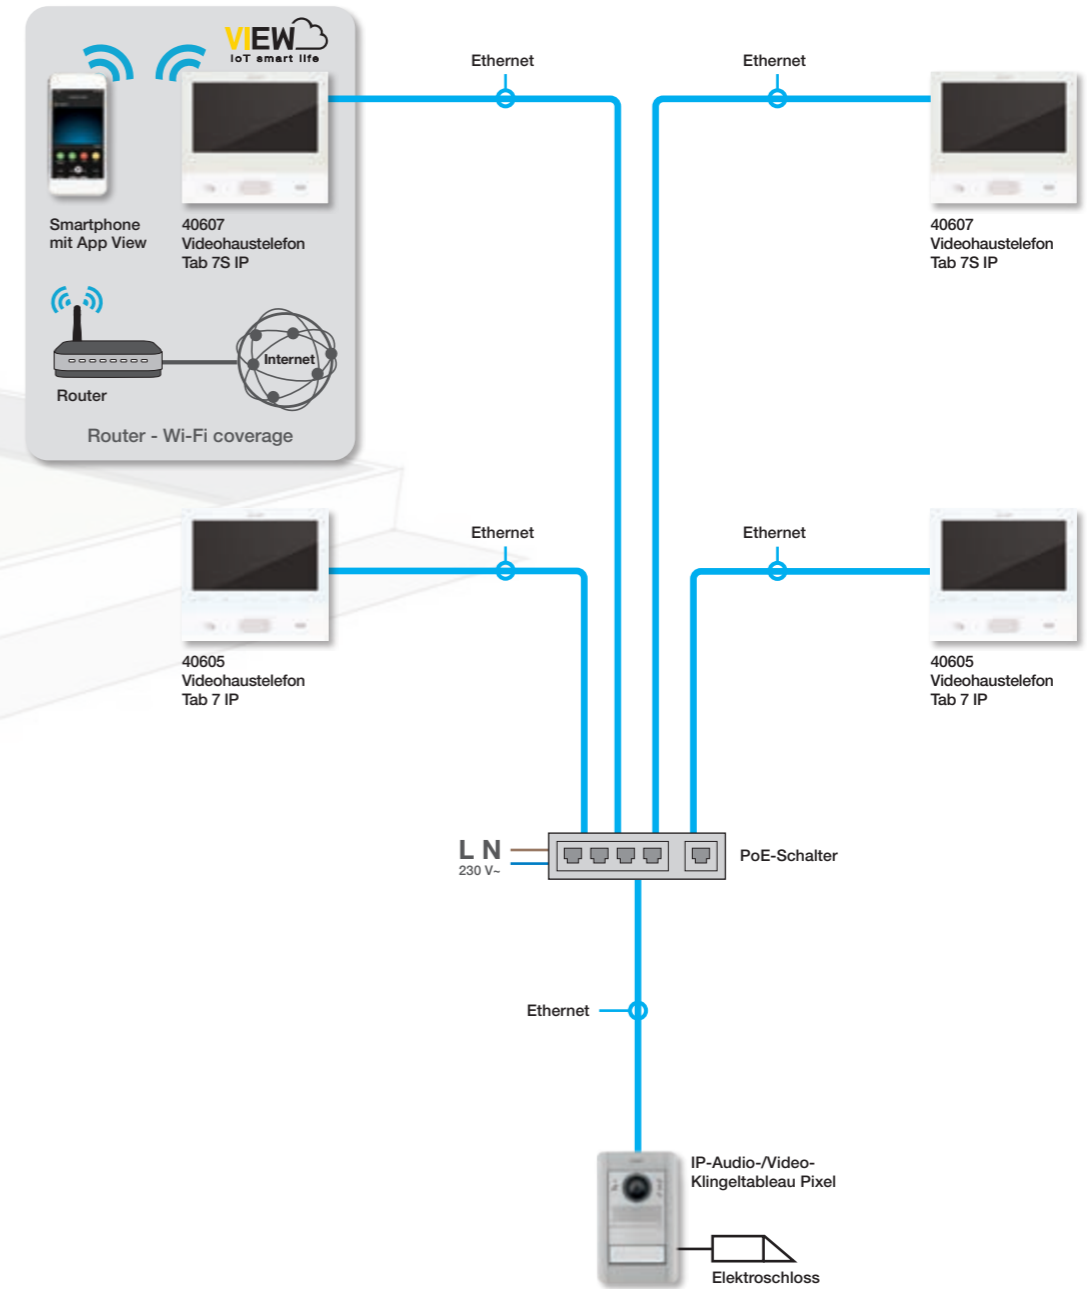 VIEW
IoT smart life
Ethernet
Ethernet
Smartphone
mit App View
40607
Videohaustelefon
Tab 7S IP
40607
Videohaustelefon
Tab 7S IP
Internet
Router
Router - Wi-Fi coverage
Ethernet
Ethernet
40605
Videohaustelefon
Tab 7 IP
40605
Videohaustelefon
Tab 7 IP
L N
230 V~
PoE-Schalter
Ethernet
IP-Audio-/Video-
Klingeltableau Pixel
Elektroschloss